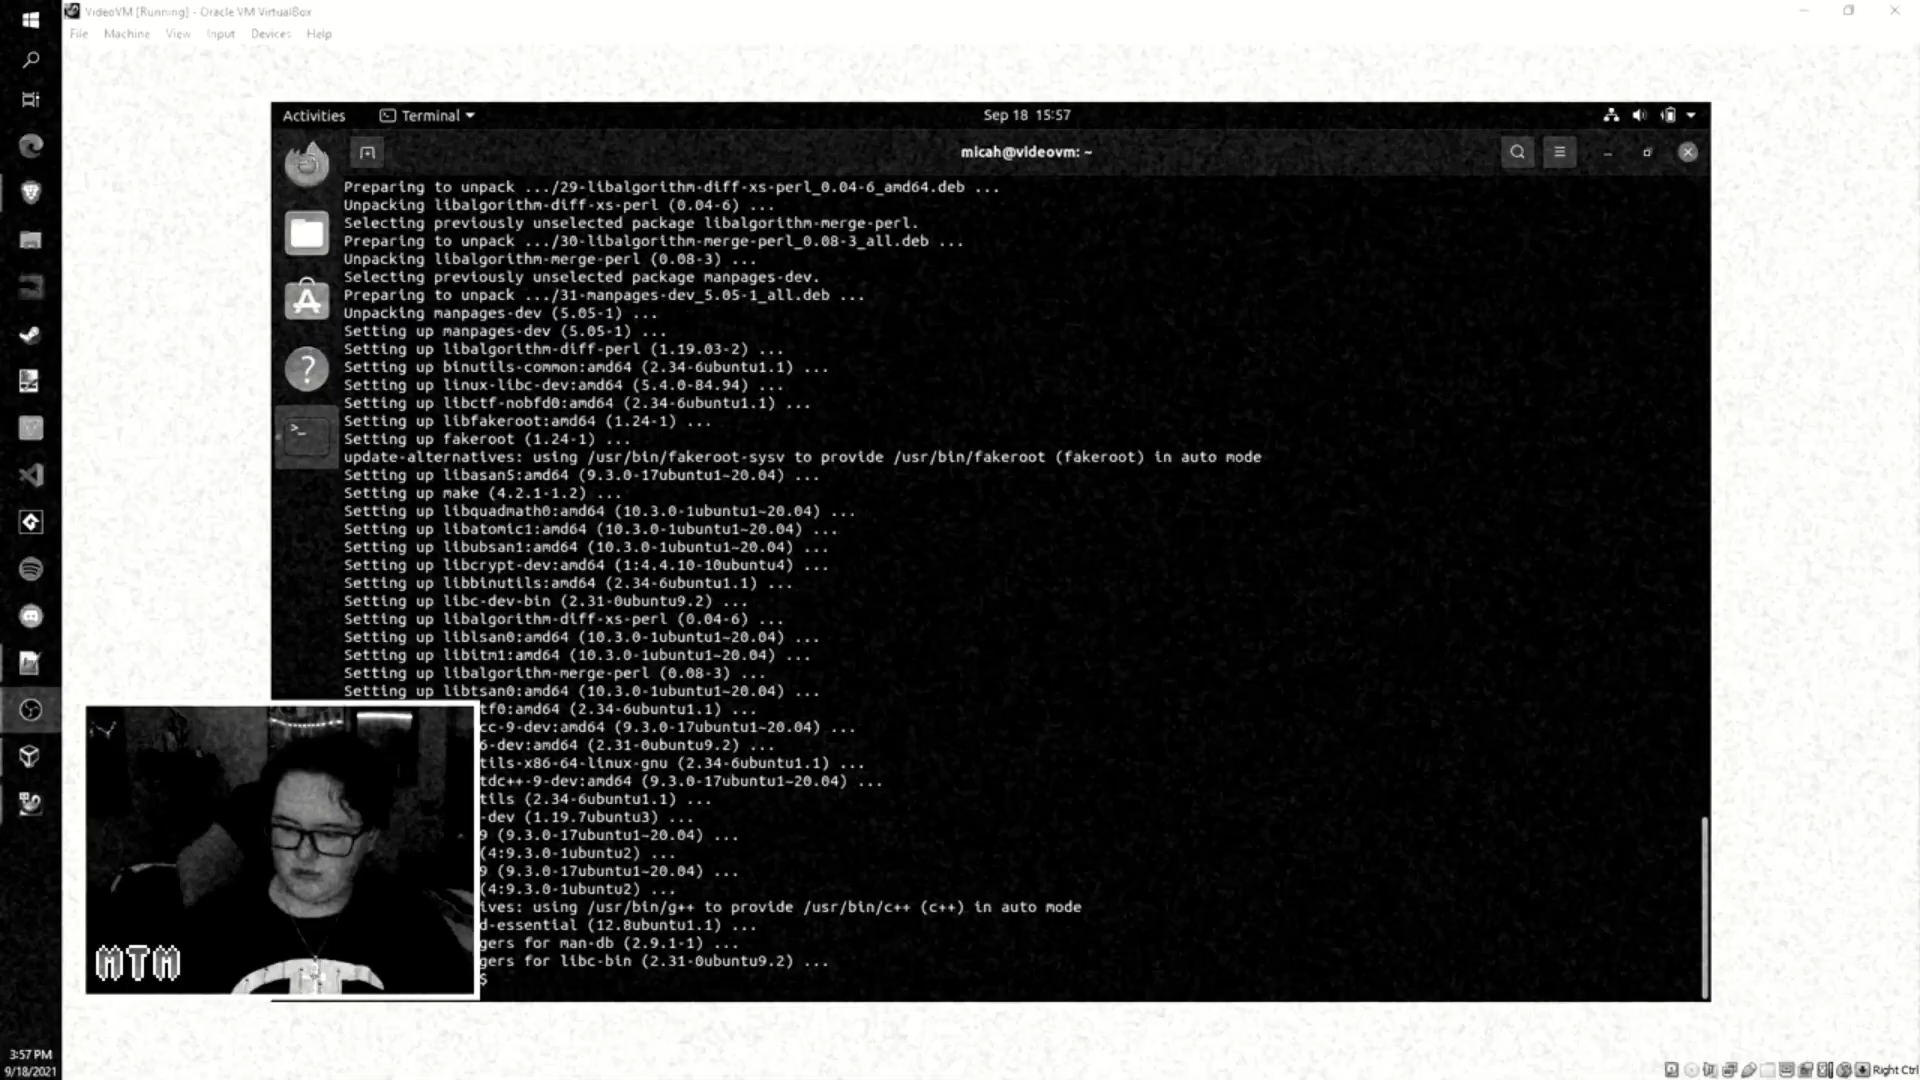 VideoVM [Running] - Oracle VM VirtualBox
File Machine View Input Devices Help
Activities Terminal Sep 18 15:57
micah@videovm: ~
Preparing to unpack .../29-libalgorithm-diff-xs-perl_0.04-6_amd64.deb ...
Unpacking libalgorithm-diff-xs-perl (0.04-6) ...
Selecting previously unselected package libalgorithm-merge-perl.
Preparing to unpack .../30-libalgorithm-merge-perl_0.08-3_all.deb ...
Unpacking libalgorithm-merge-perl (0.08-3) ...
Selecting previously unselected package manpages-dev.
Preparing to unpack .../31-manpages-dev_5.05-1_all.deb ...
Unpacking manpages-dev (5.05-1) ...
Setting up manpages-dev (5.05-1) ...
Setting up libalgorithm-diff-perl (1.19.03-2) ...
Setting up binutils-common:amd64 (2.34-6ubuntu1.1) ...
Setting up linux-libc-dev:amd64 (5.4.0-84.94) ...
Setting up libctf-nobfd0:amd64 (2.34-6ubuntu1.1) ...
Setting up libfakeroot:amd64 (1.24-1) ...
Setting up fakeroot (1.24-1) ...
update-alternatives: using /usr/bin/fakeroot-sysv to provide /usr/bin/fakeroot (fakeroot) in auto mode
Setting up libasan5:amd64 (9.3.0-17ubuntu1~20.04) ...
Setting up make (4.2.1-1.2) ...
Setting up libquadmath0:amd64 (10.3.0-1ubuntu1~20.04) ...
Setting up libatomic1:amd64 (10.3.0-1ubuntu1~20.04) ...
Setting up libubsan1:amd64 (10.3.0-1ubuntu1~20.04) ...
Setting up libcrypt-dev:amd64 (1:4.4.10-10ubuntu4) ...
Setting up libbinutils:amd64 (2.34-6ubuntu1.1) ...
Setting up libc-dev-bin (2.31-0ubuntu9.2) ...
Setting up libalgorithm-diff-xs-perl (0.04-6) ...
Setting up liblsan0:amd64 (10.3.0-1ubuntu1~20.04) ...
Setting up libitm1:amd64 (10.3.0-1ubuntu1~20.04) ...
Setting up libalgorithm-merge-perl (0.08-3) ...
Setting up libtsan0:amd64 (10.3.0-1ubuntu1~20.04) ...
tf0:amd64 (2.34-6ubuntu1.1) ...
cc-9-dev:amd64 (9.3.0-17ubuntu1~20.04) ...
6-dev:amd64 (2.31-0ubuntu9.2) ...
tils-x86-64-linux-gnu (2.34-6ubuntu1.1) ...
tdc++-9-dev:amd64 (9.3.0-17ubuntu1~20.04) ...
tils (2.34-6ubuntu1.1) ...
-dev (1.19.7ubuntu3) ...
9 (9.3.0-17ubuntu1~20.04) ...
(4:9.3.0-1ubuntu2) ...
9 (9.3.0-17ubuntu1~20.04) ...
(4:9.3.0-1ubuntu2) ...
ives: using /usr/bin/g++ to provide /usr/bin/c++ (c++) in auto mode
d-essential (12.8ubuntu1.1) ...
gers for man-db (2.9.1-1) ...
gers for libc-bin (2.31-0ubuntu9.2) ...
$
MTM
3:57 PM
9/18/2021
Right Ctrl